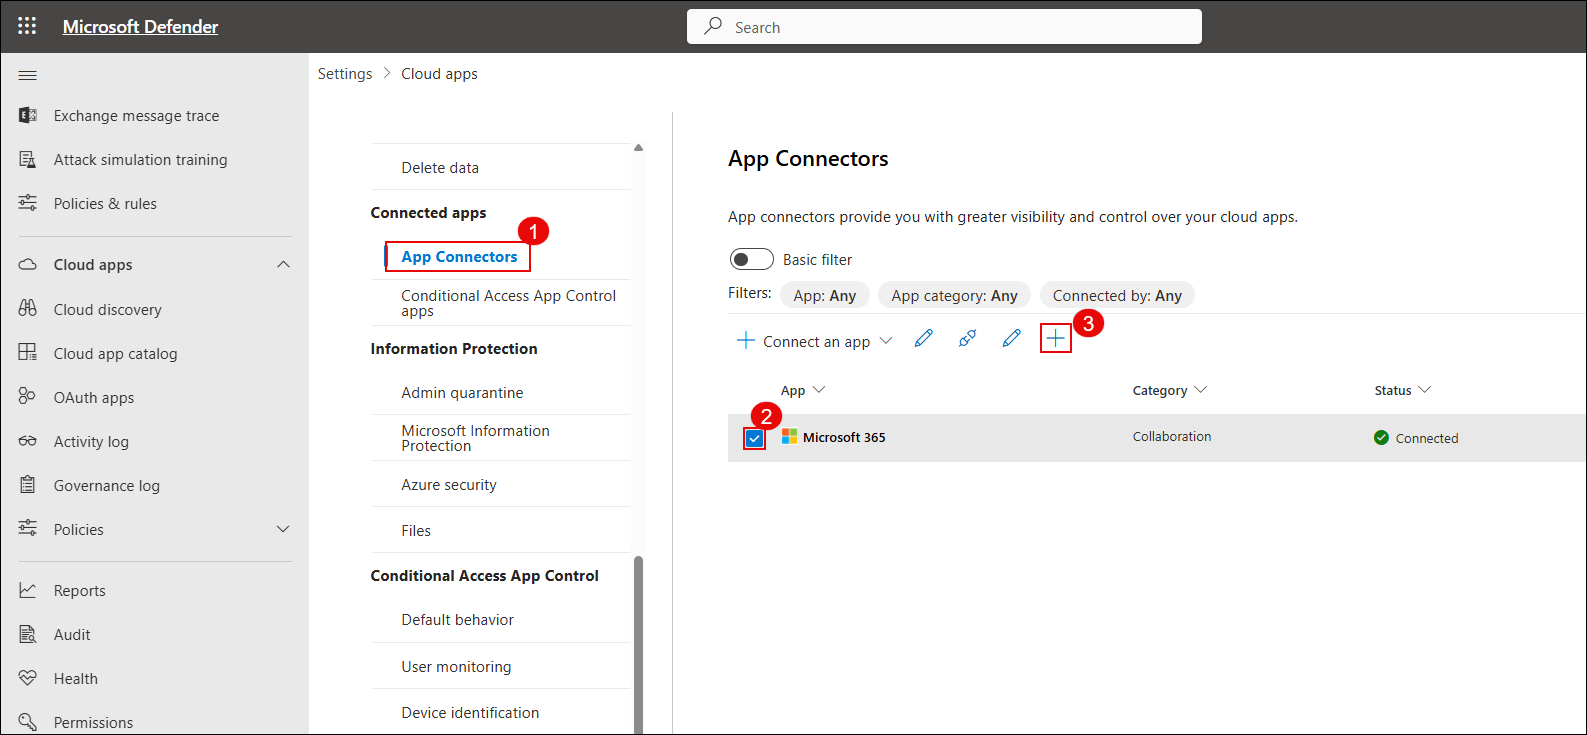 Microsoft Defender
Search
Exchange message trace
Attack simulation training
Policies & rules
Cloud apps
Cloud discovery
Cloud app catalog
OAuth apps
Activity log
Governance log
Policies
Reports
Audit
Health
Permissions
Settings > Cloud apps
Delete data
Connected apps
1
App Connectors
Conditional Access App Control
apps
Information Protection
Admin quarantine
Microsoft Information
Protection
Azure security
Files
Conditional Access App Control
Default behavior
User monitoring
Device identification
App Connectors
App connectors provide you with greater visibility and control over your cloud apps.
Basic filter
Filters: App: Any App category: Any Connected by: Any
3
Connect an app
App Category Status
2
Microsoft 365 Collaboration Connected